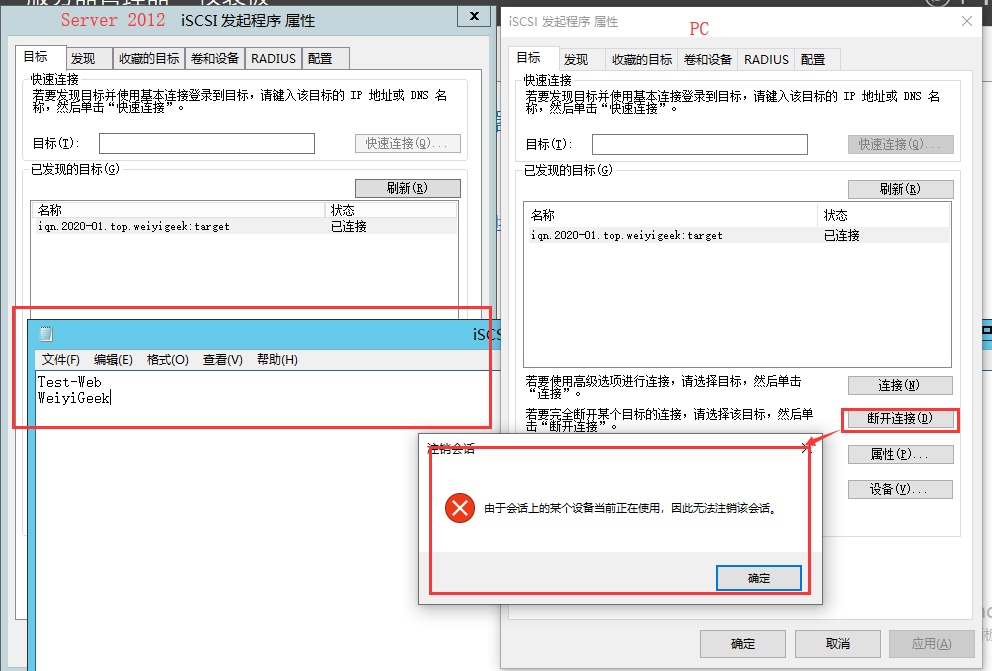 Server 2012 iSCSI 发起程序 属性
目标 发现 收藏的目标 卷和设备 RADIUS 配置
快速连接
若要发现目标并使用基本连接登录到目标，请键入该目标的 IP 地址或 DNS 名
称，然后单击“快速连接”。
目标(T):
快速连接(Q)...
已发现的目标(G)
刷新(R)
名称 状态
iqn.2020-01.top.weiyigeek:target 已连接
iSCS
文件(F) 编辑(E) 格式(O) 查看(V) 帮助(H)
Test-Web
WeiyiGeek
iSCSI 发起程序 属性
PC
目标 发现 收藏的目标 卷和设备 RADIUS 配置
快速连接
若要发现目标并使用基本连接登录到目标，请键入该目标的 IP 地址或 DNS 名
称，然后单击“快速连接”。
目标(T):
快速连接(Q)...
已发现的目标(G)
刷新(R)
名称 状态
iqn.2020-01.top.weiyigeek:target 已连接
若要使用高级选项进行连接，请选择目标，然后单击
“连接”。
连接(N)
若要完全断开某个目标的连接，请选择该目标，然后单
击“断开连接”。
断开连接(D)
属性(P)...
设备(V)...
注销会话
由于会话上的某个设备当前正在使用，因此无法注销该会话。
确定
确定 取消 应用(A)